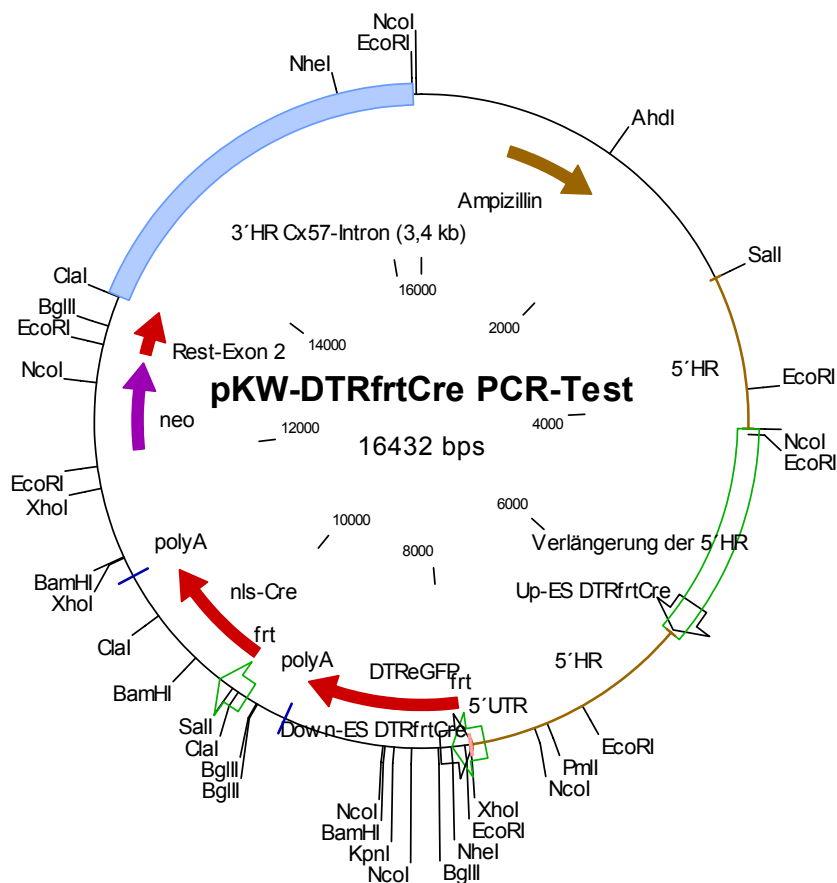 NcoI
EcoRI
NheI
AhdI
Ampizillin
3´HR Cx57-Intron (3,4 kb)
SalI
ClaI
16000
BglII
2000
EcoRI
14000
Rest-Exon 2
NcoI
5´HR
EcoRI
pKW-DTRfrtCre PCR-Test
neo
12000
4000
NcoI
16432 bps
EcoRI
EcoRI
XhoI
10000
6000
polyA
8000
Verlängerung der 5´HR
BamHI
nls-Cre
Up-ES DTRfrtCre
XhoI
frt
ClaI
polyA
DTReGFP
5´HR
frt
BamHI
5´UTR
SalI
Down-ES DTRfrtCre
EcoRI
ClaI
BglII
PmlI
BglII
NcoI
NcoI
XhoI
BamHI
EcoRI
KpnI
NheI
NcoI
BglII